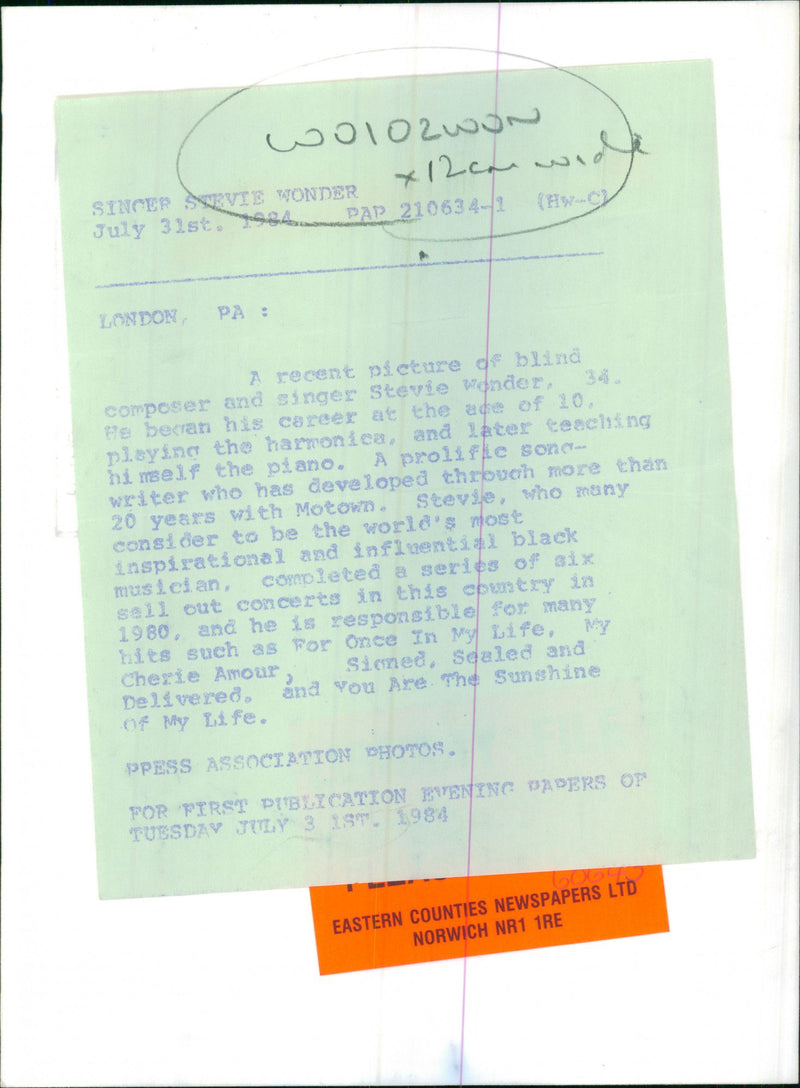 W0102WON
x 12cm wide
SINGER STEVIE WONDER
July 31st. 1984 PAP 210634-1 (HW-C)
LONDON, PA :
A recent picture of blind
composer and singer Stevie Wonder, 34.
He began his career at the age of 10,
playing the harmonica, and later teaching
himself the piano. A prolific song-
writer who has developed through more than
20 years with Motown. Stevie, who many
consider to be the world's most
inspirational and influential black
musician, completed a series of six
sell out concerts in this country in
1980, and he is responsible for many
hits such as For Once In My Life, My
Cherie Amour, Signed, Sealed and
Delivered, and You Are The Sunshine
Of My Life.
PRESS ASSOCIATION PHOTOS.
FOR FIRST PUBLICATION EVENING PAPERS OF
TUESDAY JULY 3 1ST. 1984
EASTERN COUNTIES NEWSPAPERS LTD
NORWICH NR1 1RE